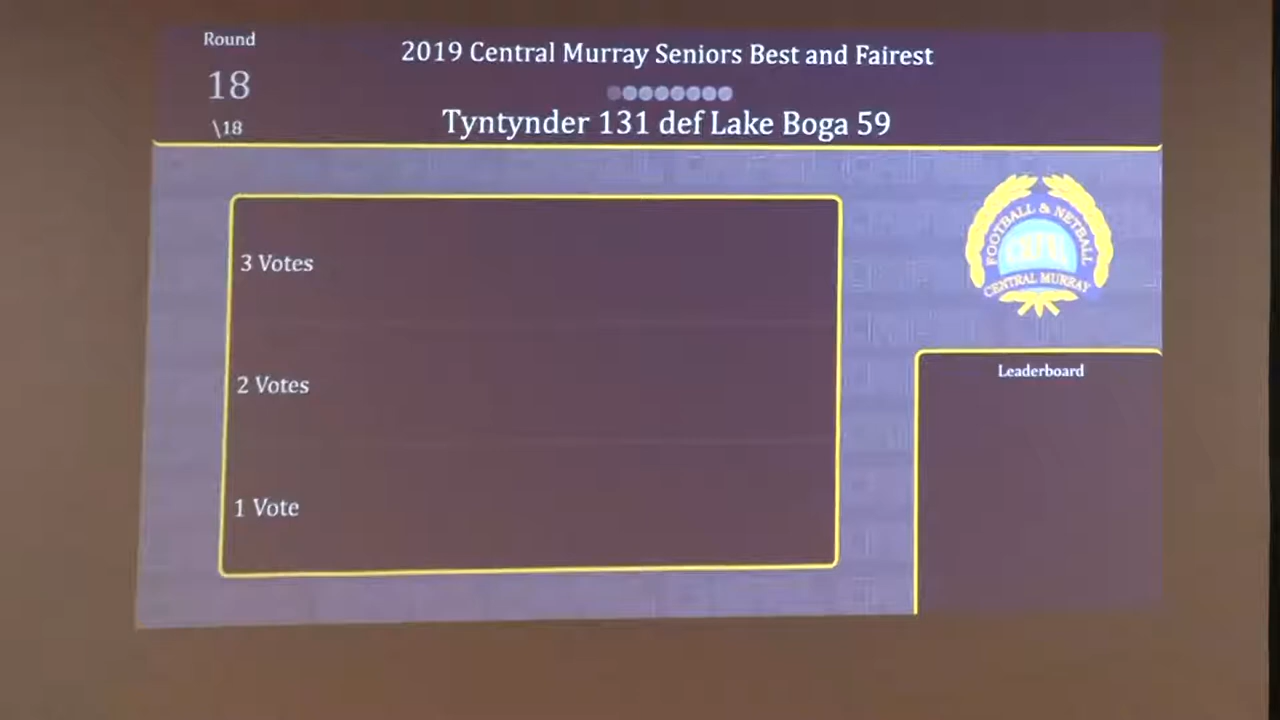 Round
18
\18
2019 Central Murray Seniors Best and Fairest
Tyntynder 131 def Lake Boga 59
3 Votes
2 Votes
1 Vote
FOOTBALL & NETBALL
CENTRAL MURRAY
Leaderboard